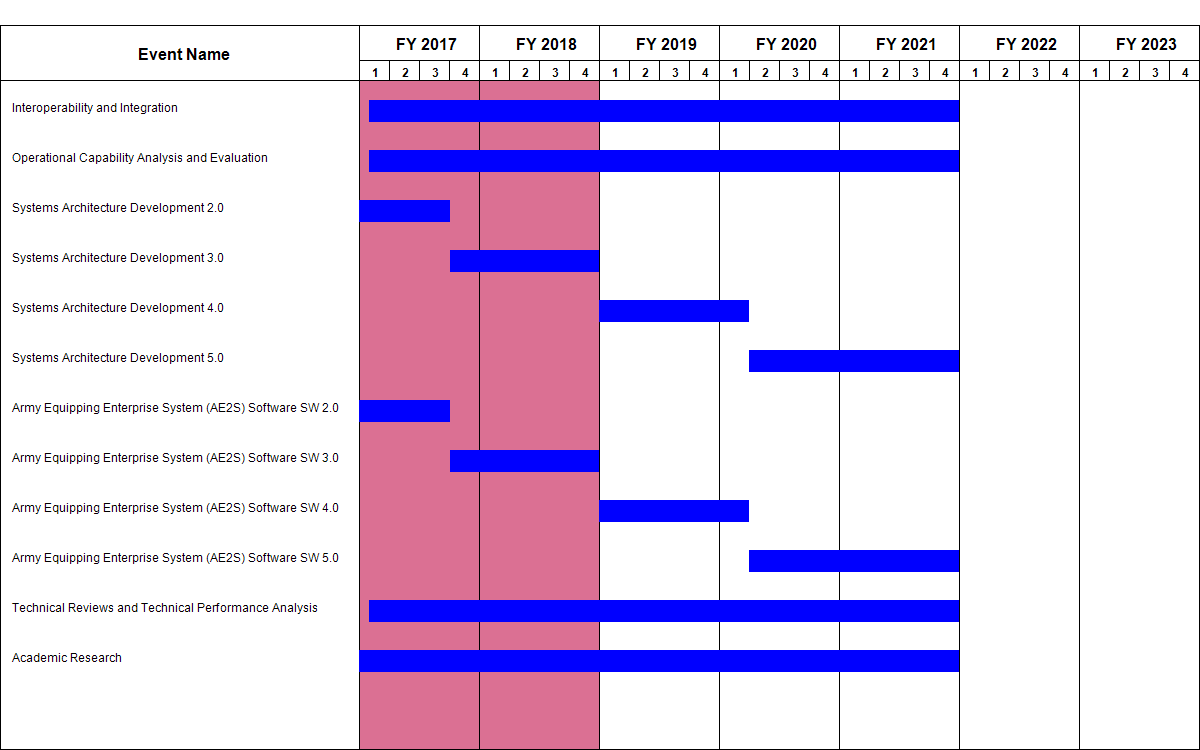 Event Name
FY 2017 FY 2018 FY 2019 FY 2020 FY 2021 FY 2022 FY 2023
1 2 3 4 1 2 3 4 1 2 3 4 1 2 3 4 1 2 3 4 1 2 3 4 1 2 3 4
Interoperability and Integration
Operational Capability Analysis and Evaluation
Systems Architecture Development 2.0
Systems Architecture Development 3.0
Systems Architecture Development 4.0
Systems Architecture Development 5.0
Army Equipping Enterprise System (AE2S) Software SW 2.0
Army Equipping Enterprise System (AE2S) Software SW 3.0
Army Equipping Enterprise System (AE2S) Software SW 4.0
Army Equipping Enterprise System (AE2S) Software SW 5.0
Technical Reviews and Technical Performance Analysis
Academic Research